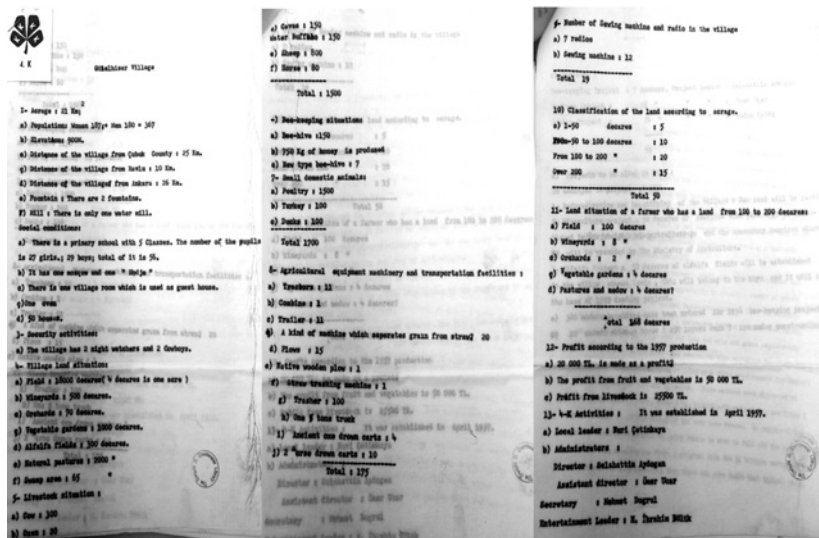 4. K
Village
1- Aerage : 21 Km2
a) Population: Women 187,+ Men 180 = 367
b) Elevation: 900M.
c) Distance of the village from Çubuk County : 25 Km.
ç) Distance of the village from Ravlı : 10 Km.
d) Distance of the village from Ankara : 26 Km.
e) Fountain : There are 2 fountains.
f) Mill : There is only one water mill.
Social conditions:
a) There is a primary school with 5 Classes. The number of the pupils
is 27 girls.; 29 boys; total of it is 56.
b) It has one mosque and one " Hodja "
c) There is one village room which is used as guest house.
ç) One oven
d) 50 houses.
3- Security activities:
a) The village has 2 night watchers and 2 Cowboys.
4- Village land situation:
a) Field : 18000 decares( 4 decares is one acre )
b) Vineyards : 500 decares.
c) Orchards : 70 decares.
ç) Vegetable gardens : 1000 decares.
d) Alfalfa fields : 300 decares.
e) Natural pastures : 2000 "
f) Swamp area : 65 "
5- Livestock situation :
a) Cow : 300
b) Oxen : 20
: 150
Water Buffalo : 150
e) Sheep : 800
f) Horse : 80
Total : 1500
-) Bee-keeping situation:
a) Bee-hive :150
b) 750 Kg of honey is produced
c) New type bee-hive : 7
7- Small domestic animals:
a) Poultry : 1500
b) Turkey : 100
c) Ducks : 100
Total 1700
8- Agricultural equipment machinery and transportation facilities :
a) Trashers : 11
b) Combine : 1
c) Trailer : 11
ç) A kind of machine which seperates grain from straw? 20
d) Plows : 15
e) Native wooden plow : 1
f) Straw trashing machine : 1
g) Trasher : 100
h) One 5 tons truck
i) Ancient one drown carts : 4
j) 2 drown carts : 10
Total : 175
9- Number of Sewing machine and radio in the village
a) 7 radios
b) Sewing machine : 12
Total 19
10) Classification of the land according to acrage.
a) 1-50 decares : 5
From-50 to 100 decares : 10
From 100 to 200 " : 20
Over 200 " : 15
Total 50
11- Land situation of a farmer who has a land from 100 to 200 decares:
a) Field : 100 decares
b) Vineyards : 8 "
c) Orchards : 2 "
ç) Vegetable gardens : 4 decares
d) Pastures and medow : 4 decares?
Total 168 decares
12- Profit according to the 1957 production
a) 20 000 TL. is made as a profit
b) The profit from fruit and vegetables is 50 000 TL.
c) Profit from livestock is 25500 TL.
13- 4-K Activities : It was established in April 1957.
a) Local leader : Nuri Çetinkaya
b) Administraters :
Director : Selahattin Aydogan
Assistant director : Ömer Ucar
Secretary : Mehmet Dogrul
Entertainment Leader : H. İbrahim Bölük